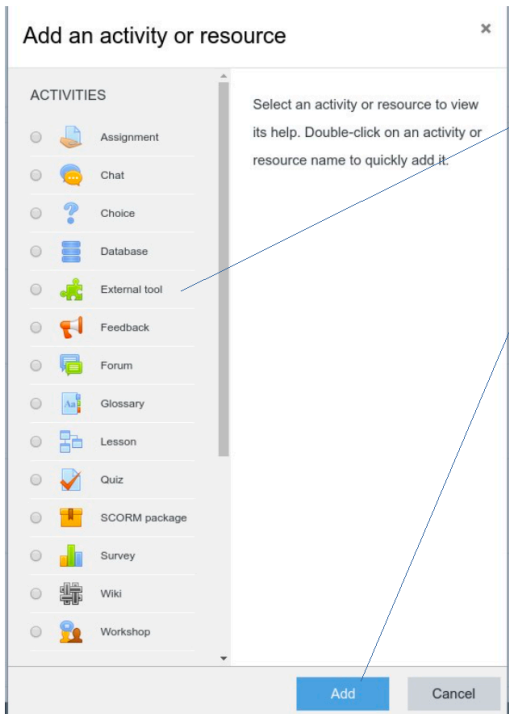 Add an activity or resource
×
ACTIVITIES
Assignment
Chat
Choice
Database
External tool
Feedback
Forum
Glossary
Lesson
Quiz
SCORM package
Survey
Wiki
Workshop
Select an activity or resource to view
its help. Double-click on an activity or
resource name to quickly add it.
Add
Cancel